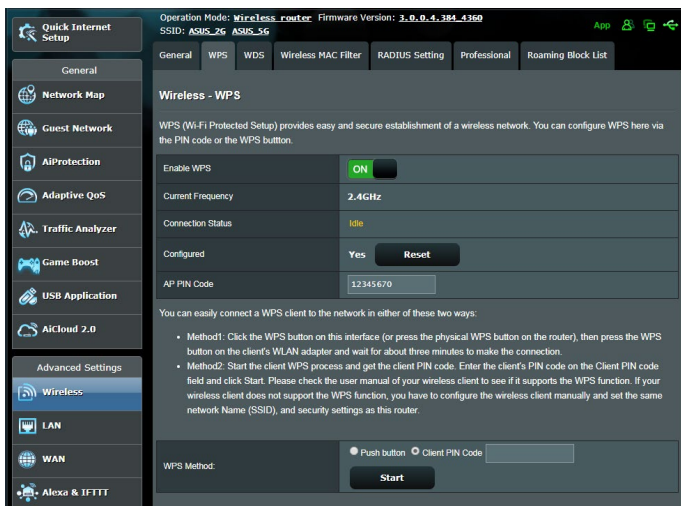 Quick Internet
Setup
Operation Mode: Wireless router Firmware Version: 3.0.0.4.384_4360
SSID: ASUS_2G ASUS_5G
App
General
Network Map
Guest Network
AiProtection
Adaptive QoS
Traffic Analyzer
Game Boost
USB Application
AiCloud 2.0
Advanced Settings
Wireless
LAN
WAN
Alexa & IFTTT
General WPS WDS Wireless MAC Filter RADIUS Setting Professional Roaming Block List
Wireless - WPS
WPS (Wi-Fi Protected Setup) provides easy and secure establishment of a wireless network. You can configure WPS here via
the PIN code or the WPS buttton.
Enable WPS ON
Current Frequency 2.4GHz
Connection Status Idle
Configured Yes Reset
AP PIN Code 12345670
You can easily connect a WPS client to the network in either of these two ways:
• Method1: Click the WPS button on this interface (or press the physical WPS button on the router), then press the WPS
button on the client's WLAN adapter and wait for about three minutes to make the connection.
• Method2: Start the client WPS process and get the client PIN code. Enter the client's PIN code on the Client PIN code
field and click Start. Please check the user manual of your wireless client to see if it supports the WPS function. If your
wireless client does not support the WPS function, you have to configure the wireless client manually and set the same
network Name (SSID), and security settings as this router.
WPS Method: Push button Client PIN Code
Start